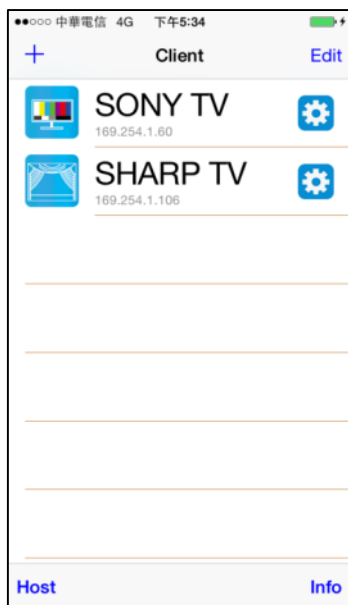 中華電信 4G 下午5:34
+ Client Edit
SONY TV
169.254.1.60
SHARP TV
169.254.1.106
Host Info